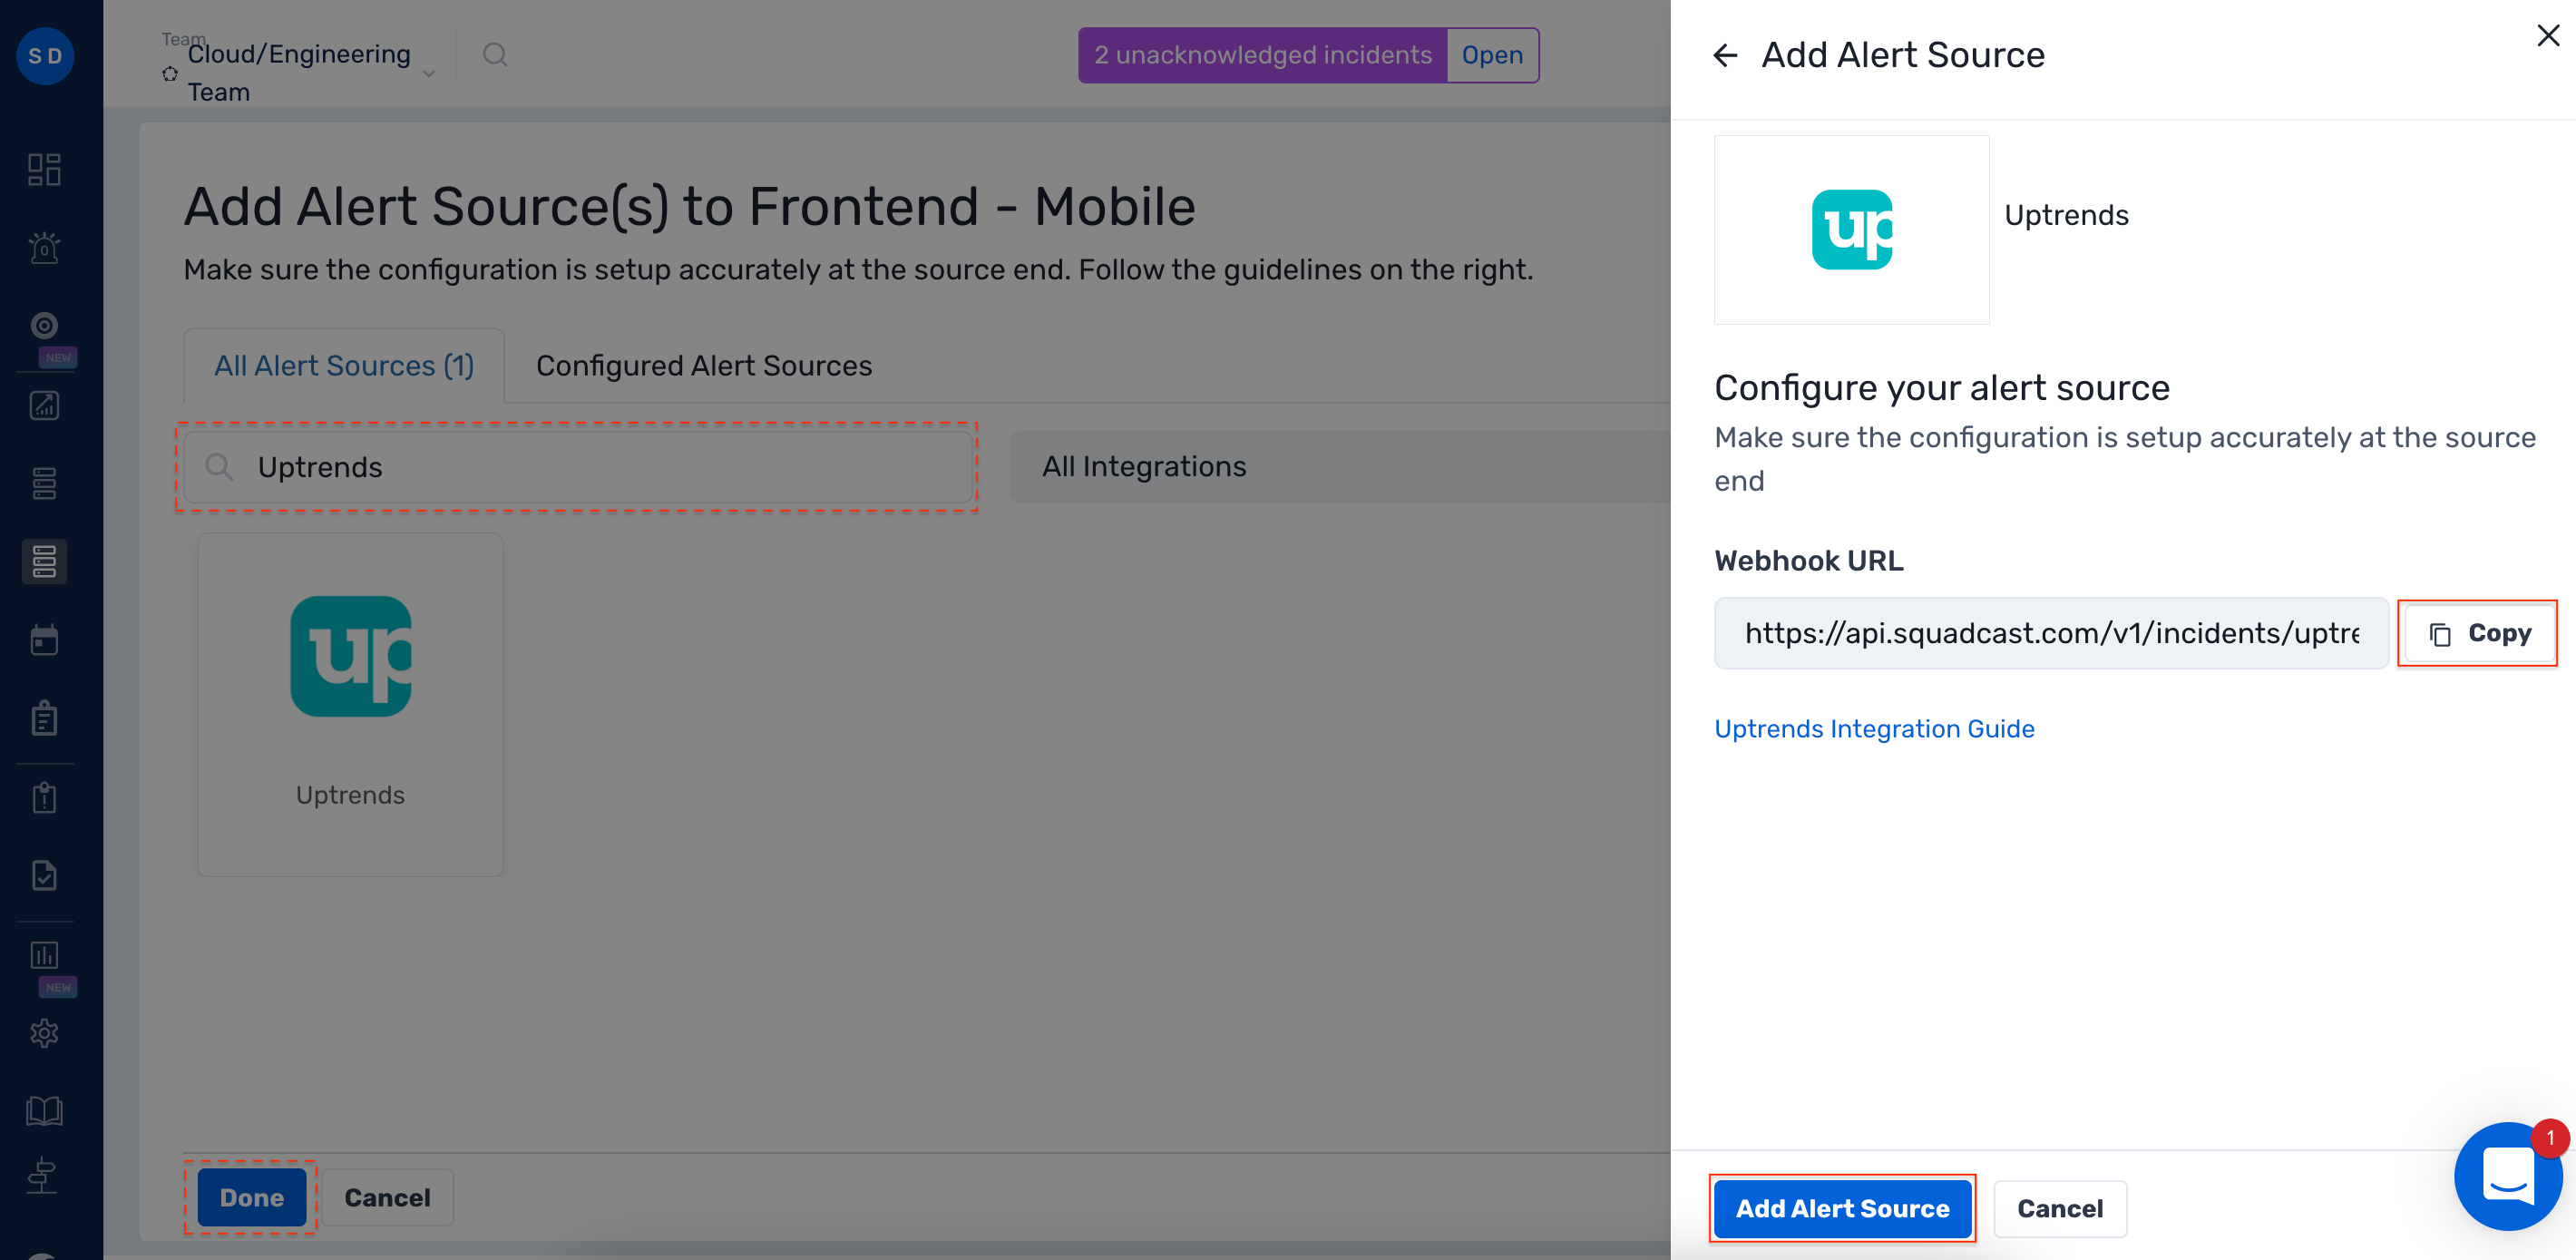 S D
Team
Cloud/Engineering
Team
2 unacknowledged incidents
Open
NEW
NEW
Add Alert Source(s) to Frontend - Mobile
Make sure the configuration is setup accurately at the source end. Follow the guidelines on the right.
All Alert Sources (1)
Configured Alert Sources
Uptrends
All Integrations
up
Uptrends
Done
Cancel
Add Alert Source
up
Uptrends
Configure your alert source
Make sure the configuration is setup accurately at the source
end
Webhook URL
https://api.squadcast.com/v1/incidents/uptre
Copy
Uptrends Integration Guide
Add Alert Source
Cancel
1